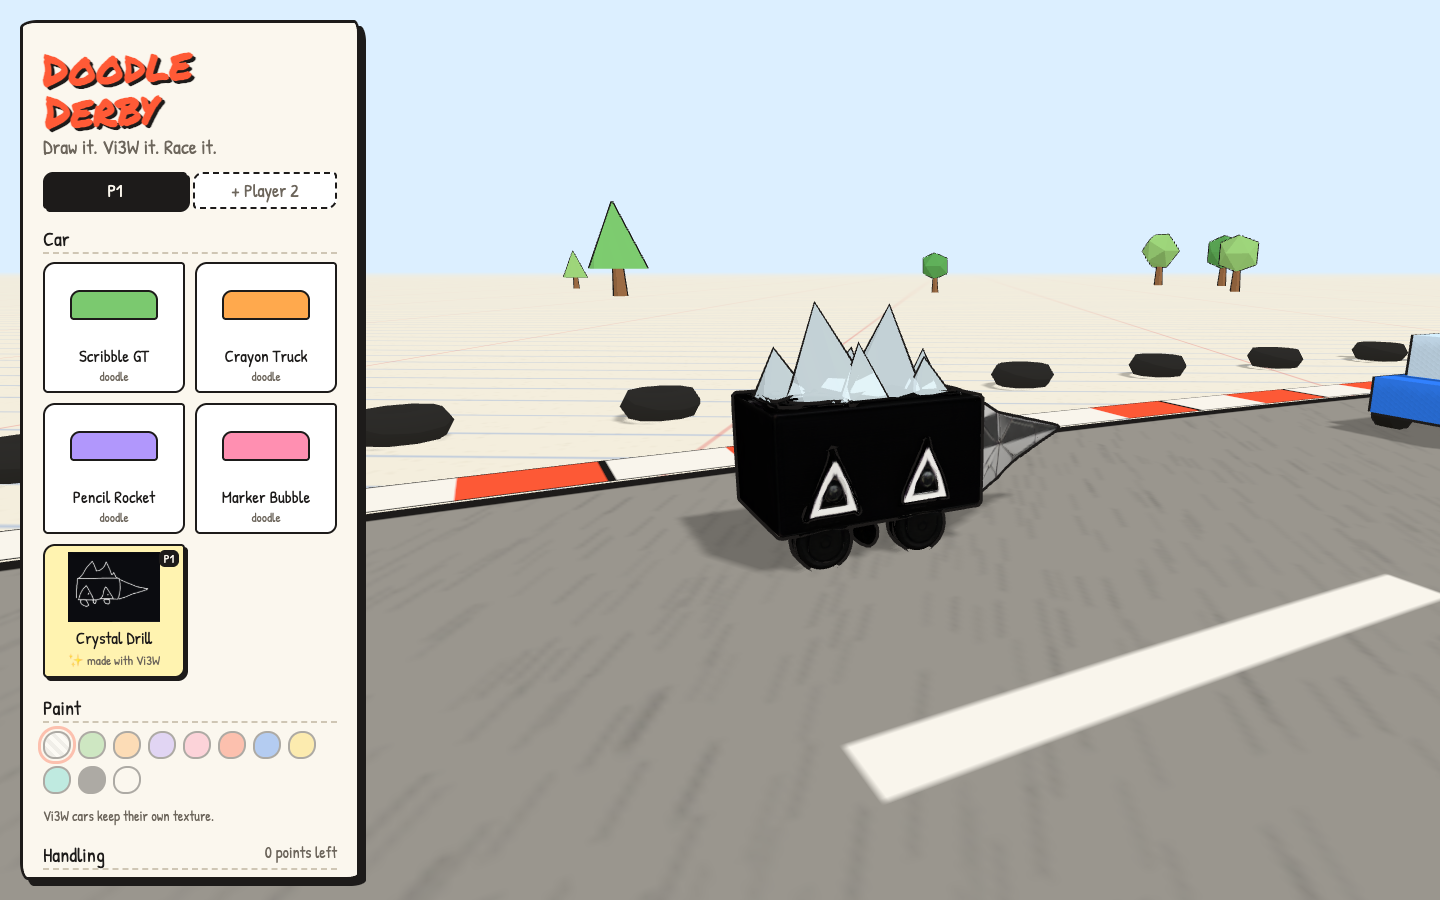 DOODLE
DERBY
Draw it. Vi3W it. Race it.
P1
+ Player 2
Car
Scribble GT
doodle
Crayon Truck
doodle
Pencil Rocket
doodle
Marker Bubble
doodle
P1
Crystal Drill
✨ made with Vi3W
Paint
Vi3W cars keep their own texture.
Handling
0 points left